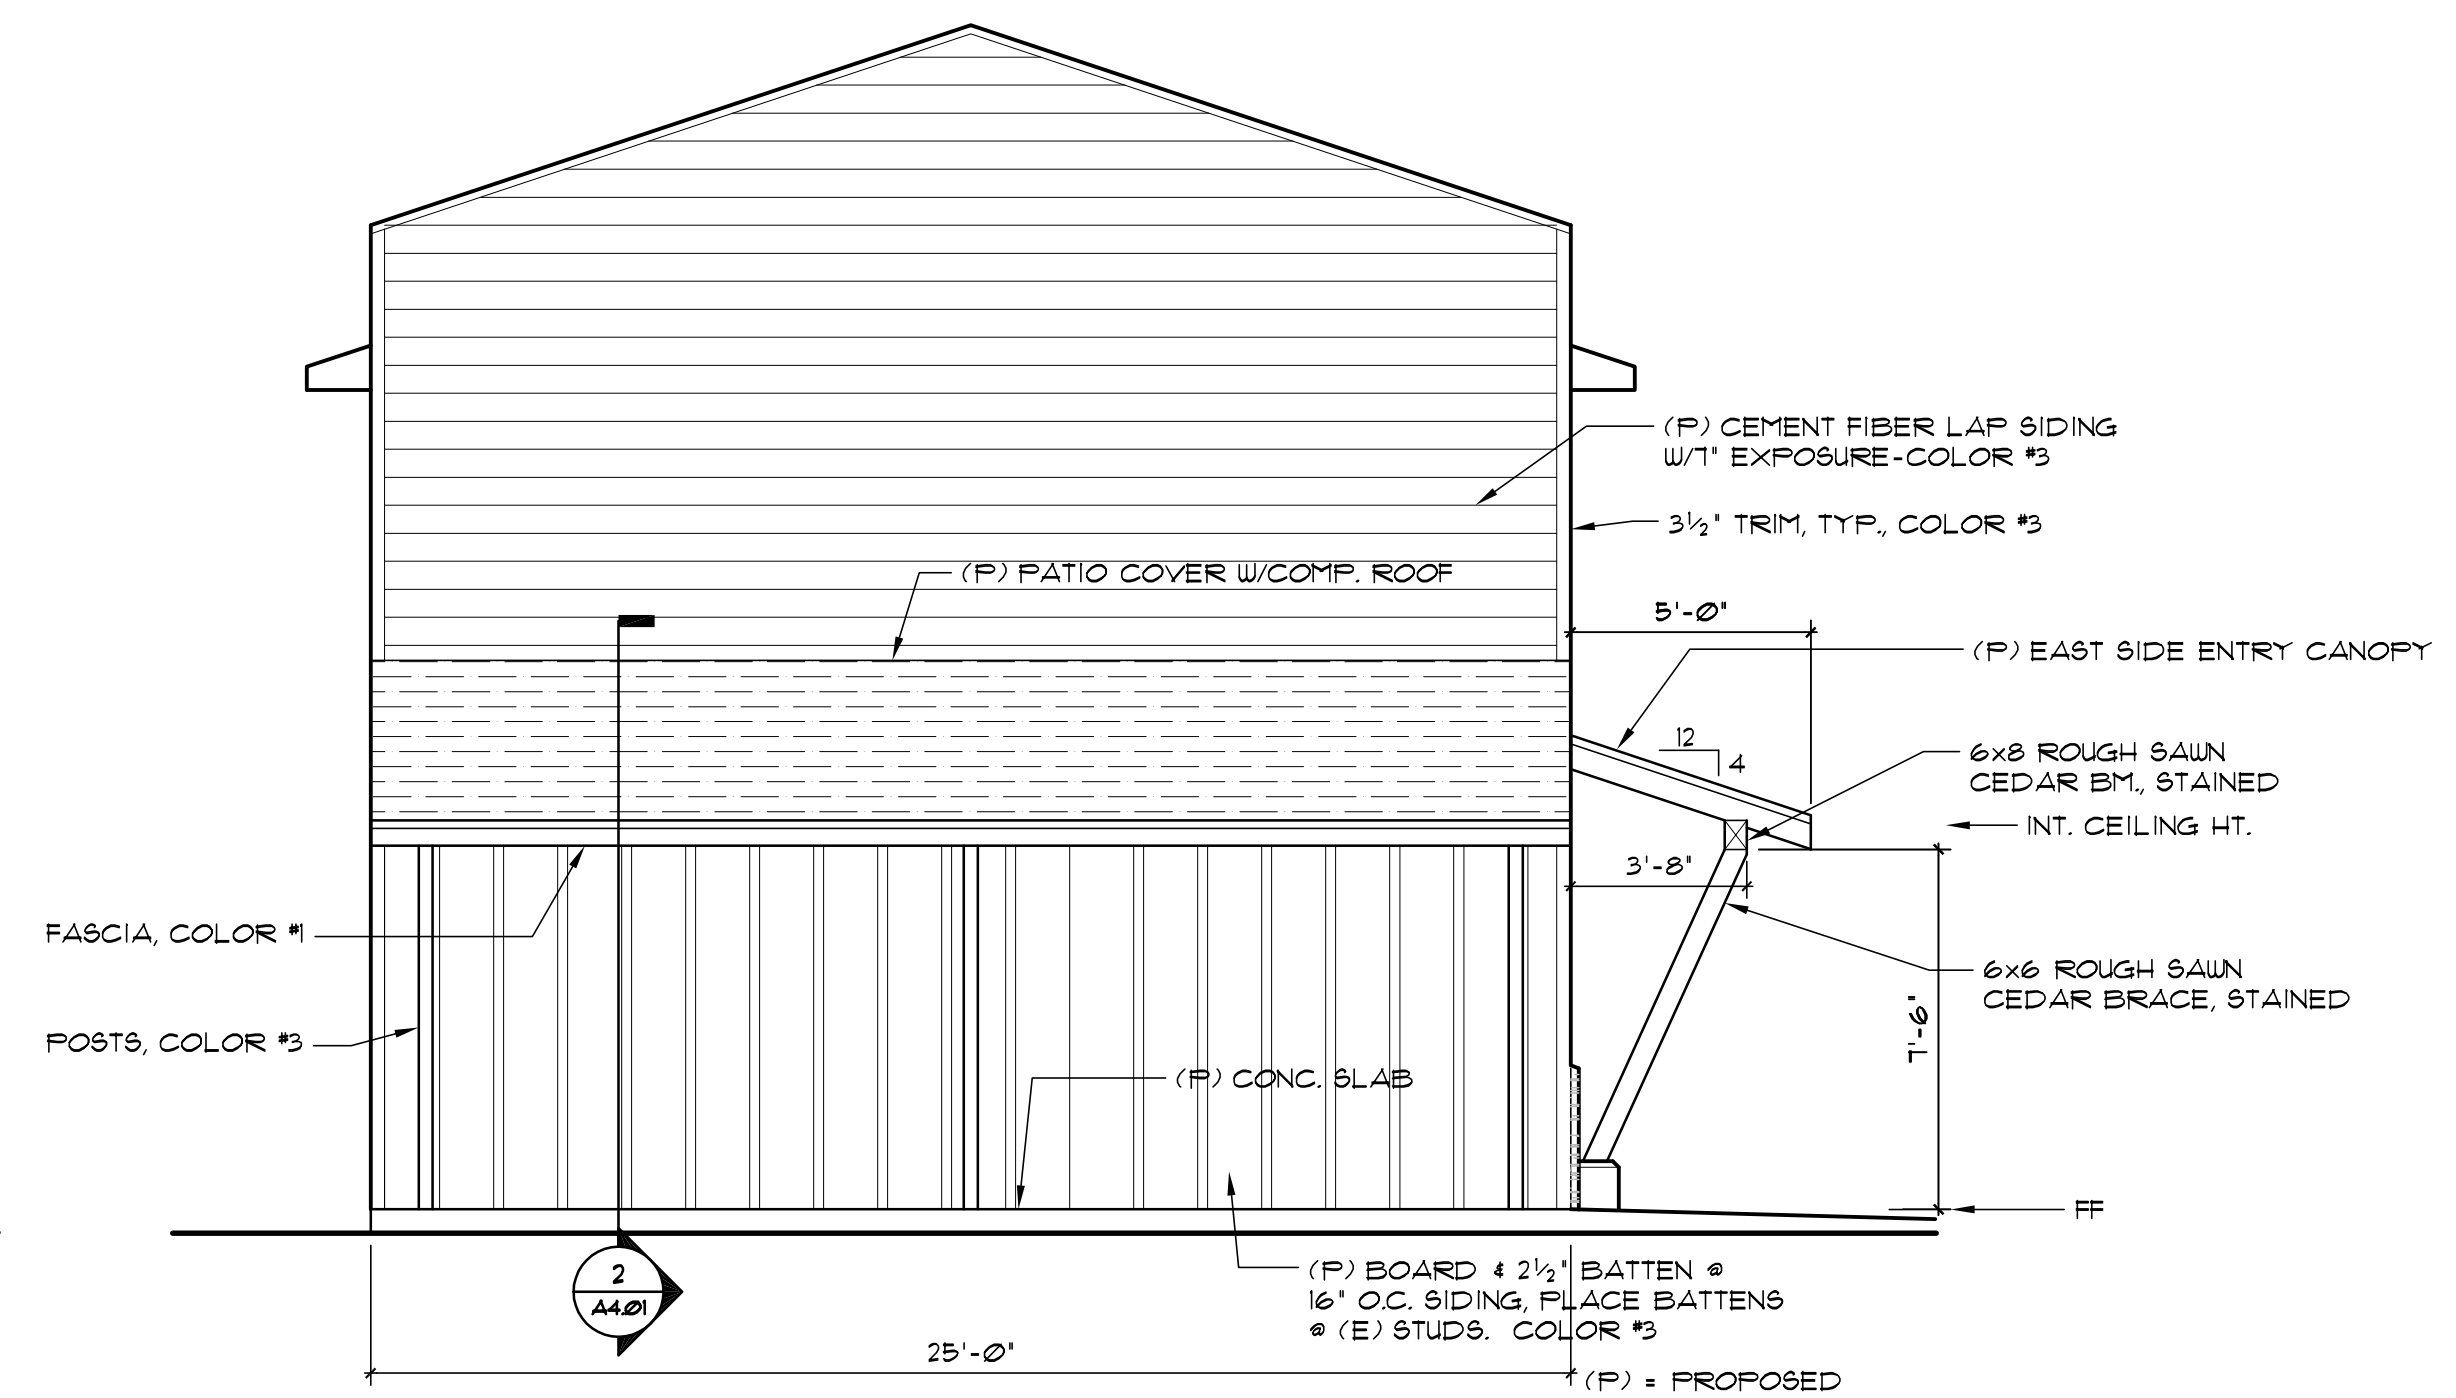 (P) CEMENT FIBER LAP SIDING
W/7" EXPOSURE-COLOR #3
3½" TRIM, TYP., COLOR #3
(P) PATIO COVER W/COMP. ROOF
5'-0"
(P) EAST SIDE ENTRY CANOPY
12
4
6x8 ROUGH SAWN
CEDAR BM., STAINED
INT. CEILING HT.
3'-8"
FASCIA, COLOR #1
6x6 ROUGH SAWN
CEDAR BRACE, STAINED
7'-6"
POSTS, COLOR #3
(P) CONC. SLAB
FF
2
A4.01
(P) BOARD & 2½" BATTEN @
16" O.C. SIDING, PLACE BATTENS
@ (E) STUDS. COLOR #3
25'-0"
(P) = PROPOSED